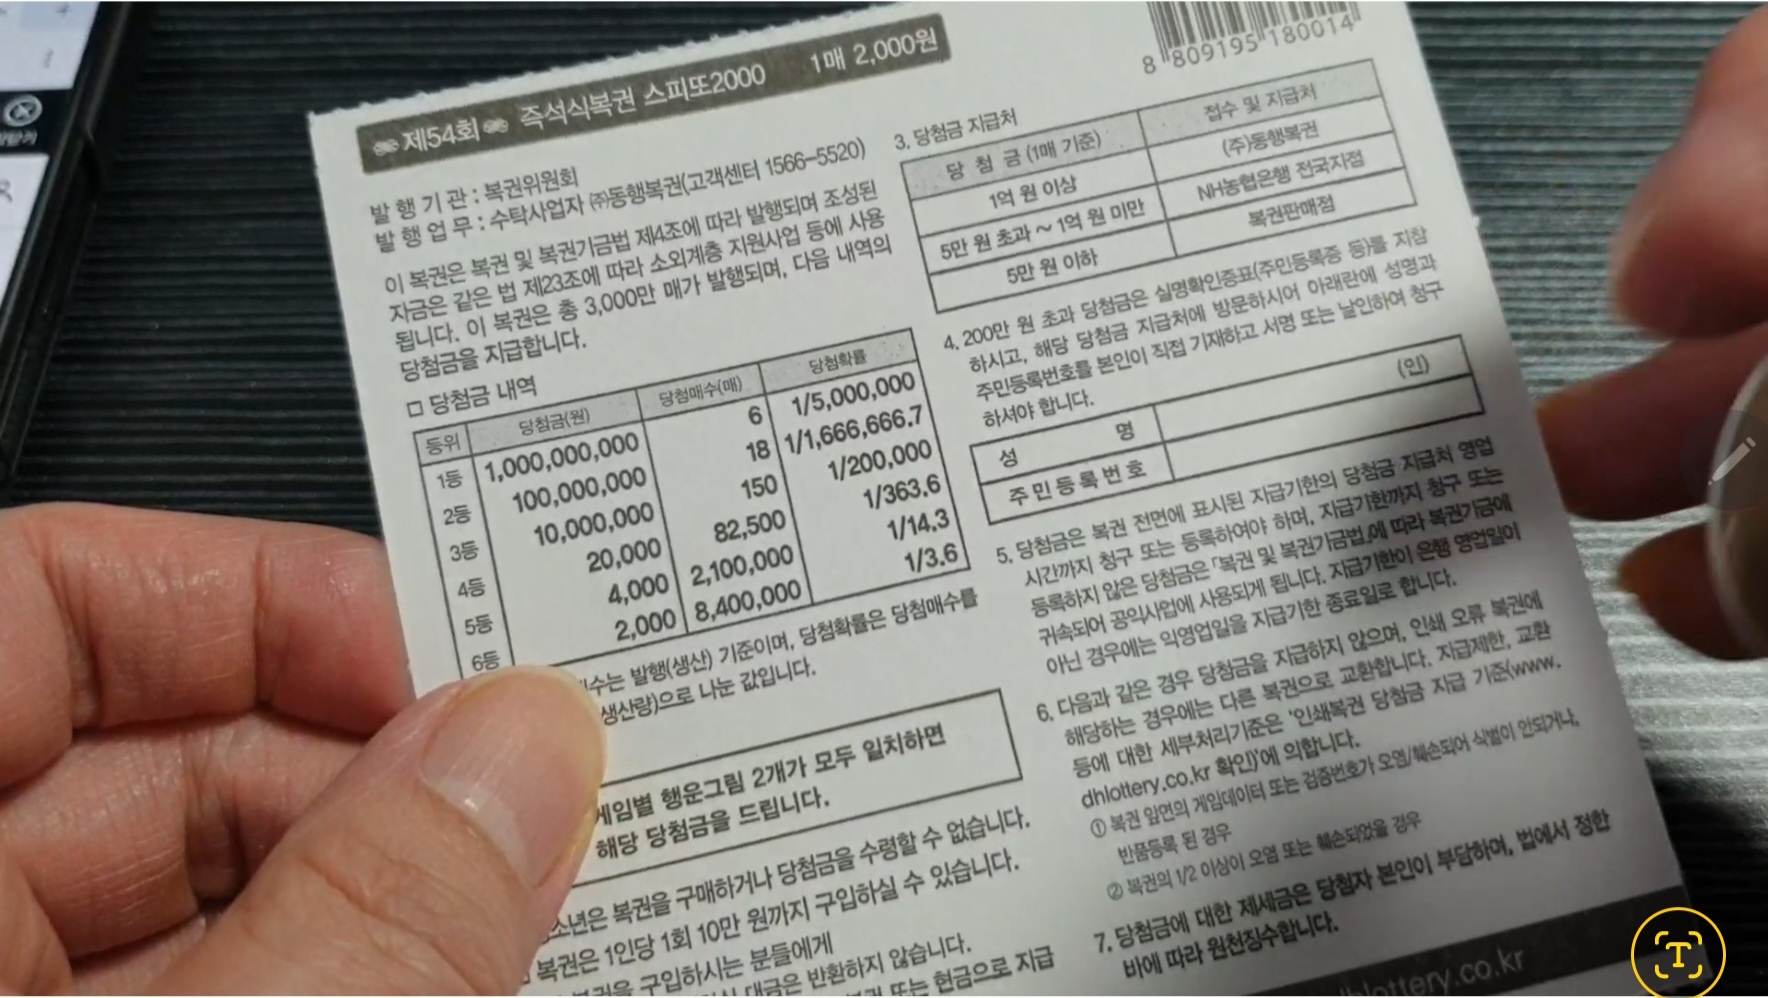 제54회 즉석식복권 스피또2000 1매 2,000원
8 809195 180014
발 행 기 관 : 복권위원회
발 행 업 무 : 수탁사업자 ㈜동행복권(고객센터 1566-5520)
이 복권은 복권 및 복권기금법 제4조에 따라 발행되며 조성된
자금은 같은 법 제23조에 따라 소외계층 지원사업 등에 사용
됩니다. 이 복권은 총 3,000만 매가 발행되며, 다음 내역의
당첨금을 지급합니다.
□ 당첨금 내역
등위 당첨금(원) 당첨매수(매) 당첨확률
1등 1,000,000,000 6 1/5,000,000
2등 100,000,000 18 1/1,666,666.7
3등 10,000,000 150 1/200,000
4등 20,000 82,500 1/363.6
5등 4,000 2,100,000 1/14.3
6등 2,000 8,400,000 1/3.6
수는 발행(생산) 기준이며, 당첨확률은 당첨매수를
생산량)으로 나눈 값입니다.
게임별 행운그림 2개가 모두 일치하면
해당 당첨금을 드립니다.
소년은 복권을 구매하거나 당첨금을 수령할 수 없습니다.
복권은 1인당 1회 10만 원까지 구입하실 수 있습니다.
을 구입하시는 분들에게
대금은 반환하지 않습니다.
또는 현금으로 지급
3. 당첨금 지급처
당 첨 금 (1매 기준) 접수 및 지급처
1억 원 이상 (주)동행복권
5만 원 초과 ~ 1억 원 미만 NH농협은행 전국지점
5만 원 이하 복권판매점
4. 200만 원 초과 당첨금은 실명확인증표(주민등록증 등)를 지참
하시고, 해당 당첨금 지급처에 방문하시어 아래란에 성명과
주민등록번호를 본인이 직접 기재하고 서명 또는 날인하여 청구
하셔야 합니다.
성 명 (인)
주 민 등 록 번 호
5. 당첨금은 복권 전면에 표시된 지급기한의 당첨금 지급처 영업
시간까지 청구 또는 등록하여야 하며, 지급기한까지 청구 또는
등록하지 않은 당첨금은 「복권 및 복권기금법」에 따라 복권기금에
귀속되어 공익사업에 사용되게 됩니다. 지급기한이 은행 영업일이
아닌 경우에는 익영업일을 지급기한 종료일로 합니다.
6. 다음과 같은 경우 당첨금을 지급하지 않으며, 인쇄 오류 복권에
해당하는 경우에는 다른 복권으로 교환합니다. 지급제한, 교환
등에 대한 세부처리기준은 '인쇄복권 당첨금 지급 기준(www.
dhlottery.co.kr 확인)'에 의합니다.
① 복권 앞면의 게임데이터 또는 검증번호가 오염/훼손되어 식별이 안되거나,
반품등록 된 경우
② 복권의 1/2 이상이 오염 또는 훼손되었을 경우
7. 당첨금에 대한 제세금은 당첨자 본인이 부담하며, 법에서 정한
바에 따라 원천징수합니다.
dhlottery.co.kr